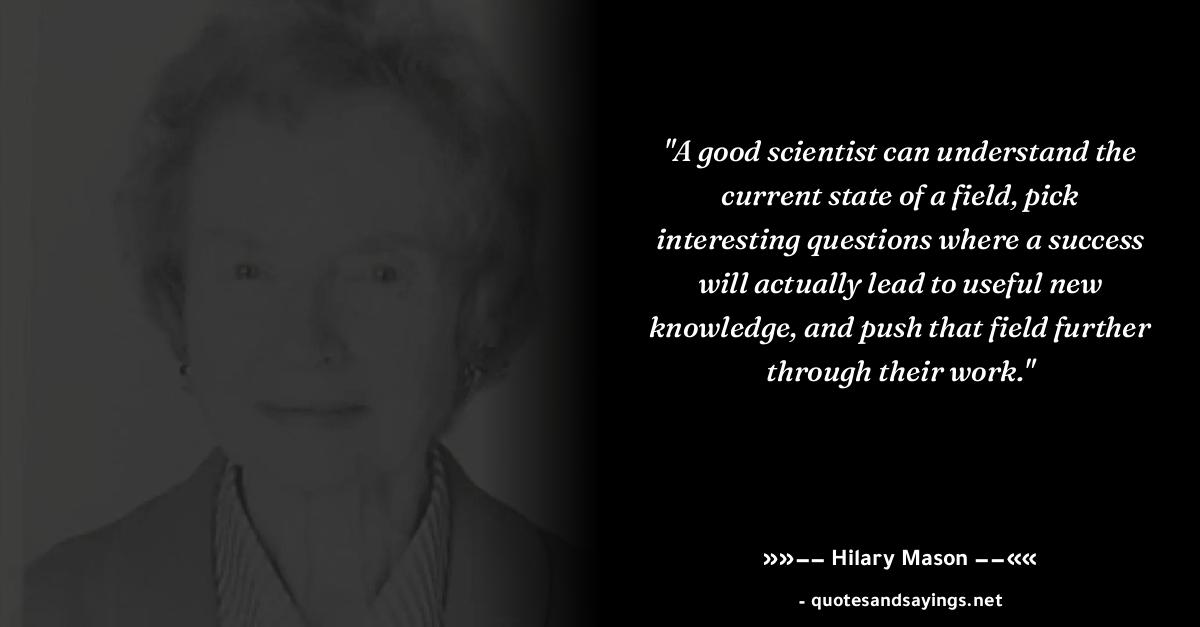 "A good scientist can understand the
current state of a field, pick
interesting questions where a success
will actually lead to useful new
knowledge, and push that field further
through their work."
»»–– Hilary Mason ––««
- quotesandsayings.net